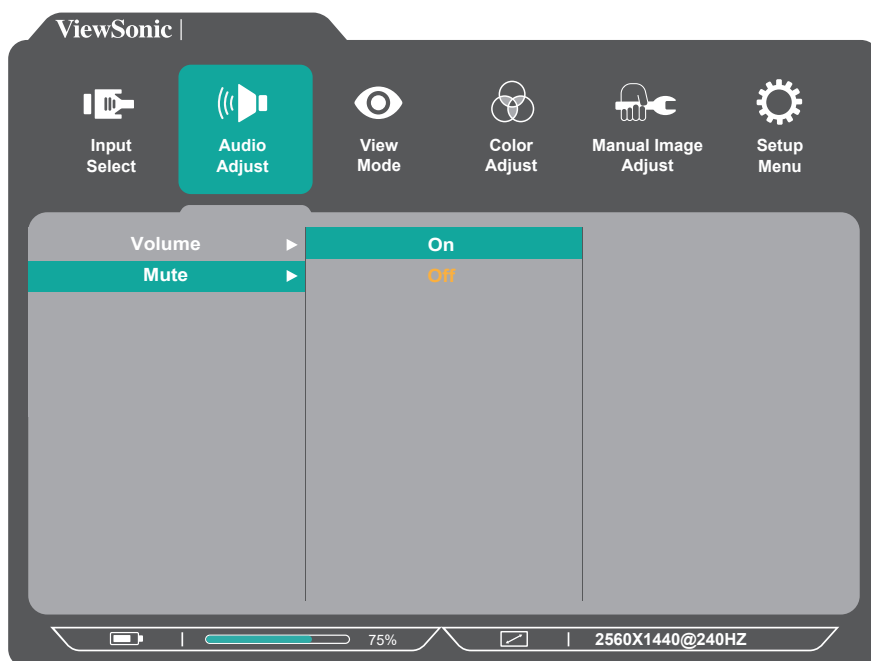 ViewSonic |
Input
Select
Audio
Adjust
View
Mode
Color
Adjust
Manual Image
Adjust
Setup
Menu
Volume
On
Mute
Off
75%
2560X1440@240HZ